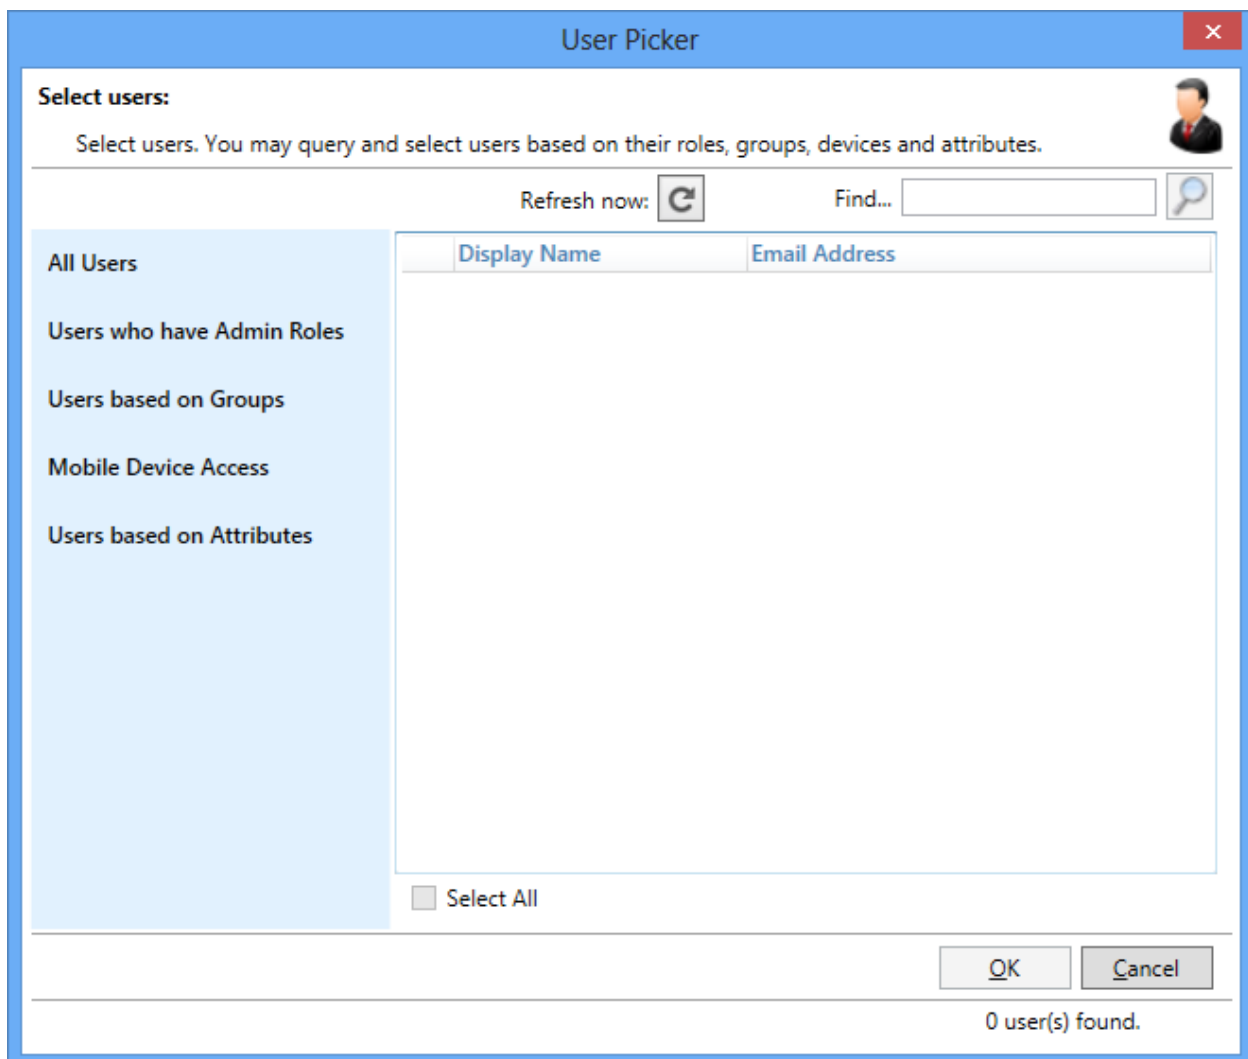 User Picker
Select users:
Select users. You may query and select users based on their roles, groups, devices and attributes.
Refresh now:
Find...
All Users
Users who have Admin Roles
Users based on Groups
Mobile Device Access
Users based on Attributes
Display Name Email Address
Select All
OK Cancel
0 user(s) found.